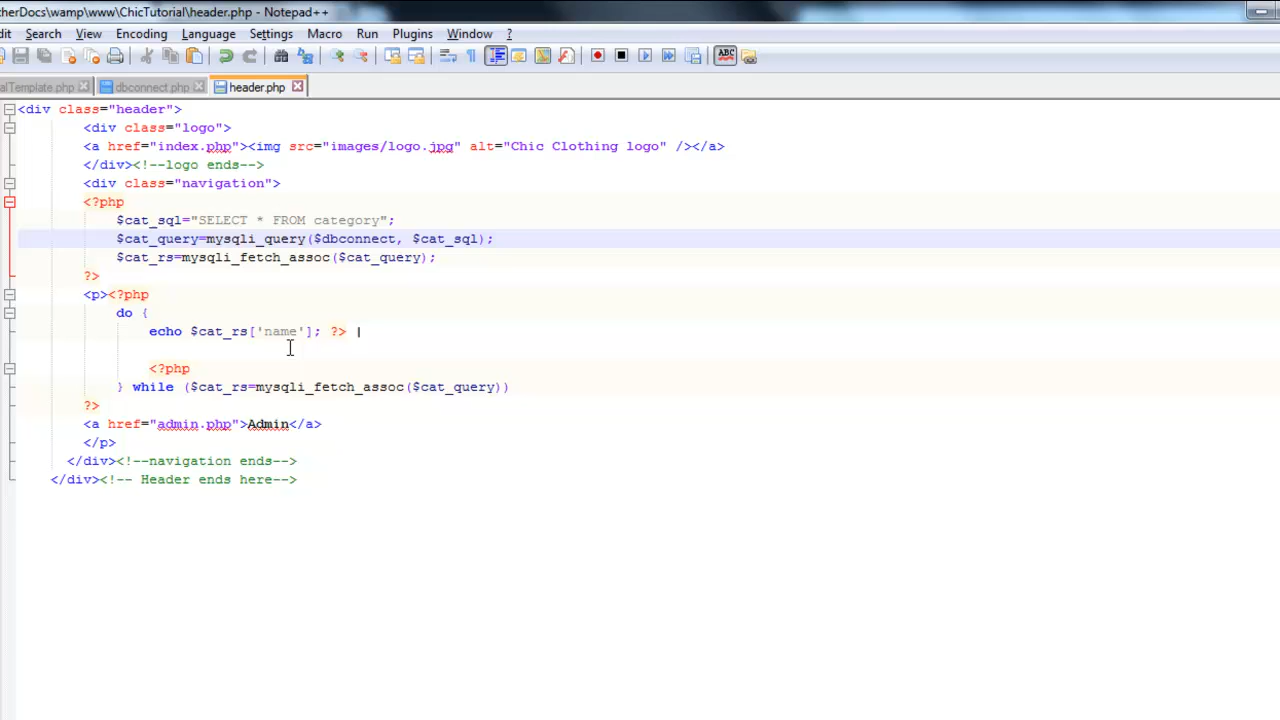 therDocs\wamp\www\ChicTutorial\header.php - Notepad++
dit Search View Encoding Language Settings Macro Run Plugins Window ?
alTemplate.php dbconnect.php header.php
<div class="header">
<div class="logo">
<a href="index.php"><img src="images/logo.jpg" alt="Chic Clothing logo" /></a>
</div><!--logo ends-->
<div class="navigation">
<?php
$cat_sql="SELECT * FROM category";
$cat_query=mysqli_query($dbconnect, $cat_sql);
$cat_rs=mysqli_fetch_assoc($cat_query);
?>
<p><?php
do {
echo $cat_rs['name']; ?> |
<?php
} while ($cat_rs=mysqli_fetch_assoc($cat_query))
?>
<a href="admin.php">Admin</a>
</p>
</div><!--navigation ends-->
</div><!-- Header ends here-->